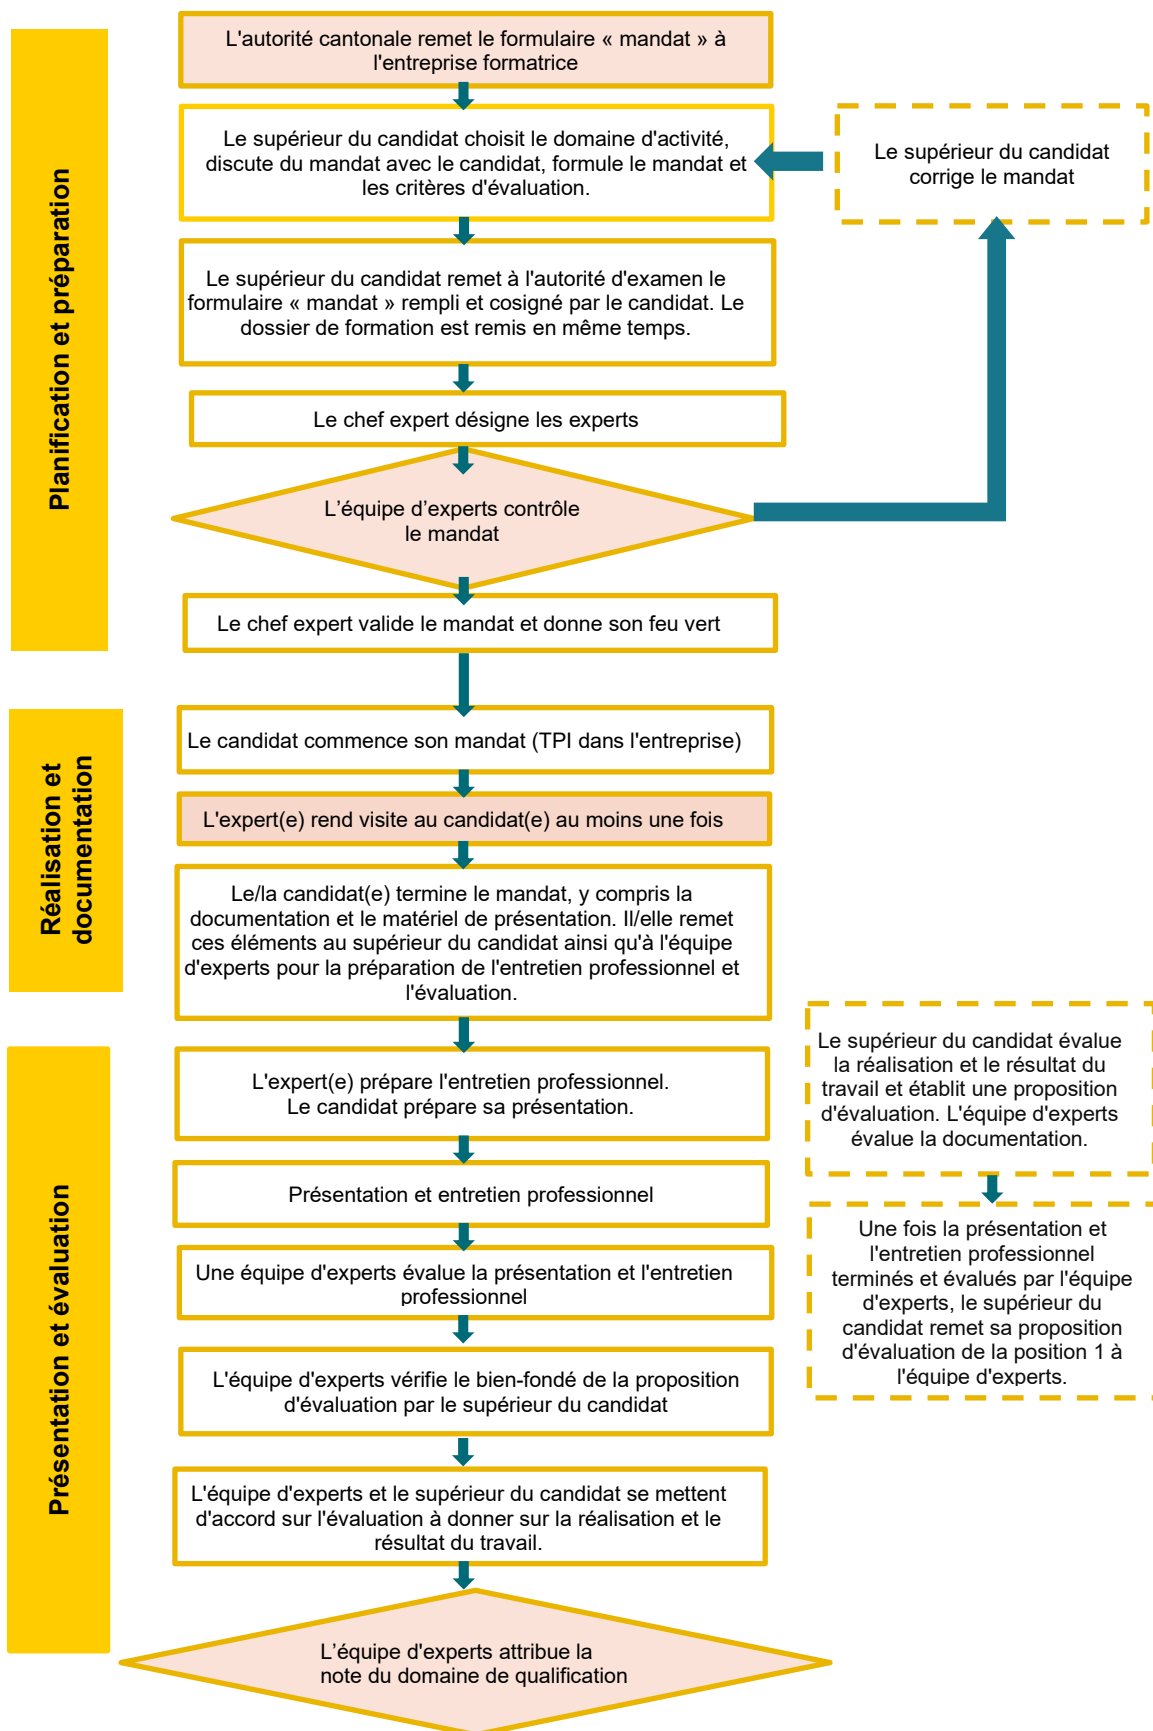 Planification et préparation
L'autorité cantonale remet le formulaire « mandat » à
l'entreprise formatrice
Le supérieur du candidat choisit le domaine d'activité,
discute du mandat avec le candidat, formule le mandat et
les critères d'évaluation.
Le supérieur du candidat
corrige le mandat
Le supérieur du candidat remet à l'autorité d'examen le
formulaire « mandat » rempli et cosigné par le candidat. Le
dossier de formation est remis en même temps.
Le chef expert désigne les experts
L’équipe d’experts contrôle
le mandat
Le chef expert valide le mandat et donne son feu vert
Réalisation et
documentation
Le candidat commence son mandat (TPI dans l'entreprise)
L'expert(e) rend visite au candidat(e) au moins une fois
Le/la candidat(e) termine le mandat, y compris la
documentation et le matériel de présentation. Il/elle remet
ces éléments au supérieur du candidat ainsi qu'à l'équipe
d'experts pour la préparation de l'entretien professionnel et
l'évaluation.
Présentation et évaluation
L'expert(e) prépare l'entretien professionnel.
Le candidat prépare sa présentation.
Présentation et entretien professionnel
Une équipe d'experts évalue la présentation et l'entretien
professionnel
L'équipe d'experts vérifie le bien-fondé de la proposition
d'évaluation par le supérieur du candidat
L'équipe d'experts et le supérieur du candidat se mettent
d'accord sur l'évaluation à donner sur la réalisation et le
résultat du travail.
L’équipe d'experts attribue la
note du domaine de qualification
Le supérieur du candidat évalue
la réalisation et le résultat du
travail et établit une proposition
d'évaluation. L'équipe d'experts
évalue la documentation.
Une fois la présentation et
l'entretien professionnel
terminés et évalués par l'équipe
d'experts, le supérieur du
candidat remet sa proposition
d'évaluation de la position 1 à
l'équipe d'experts.